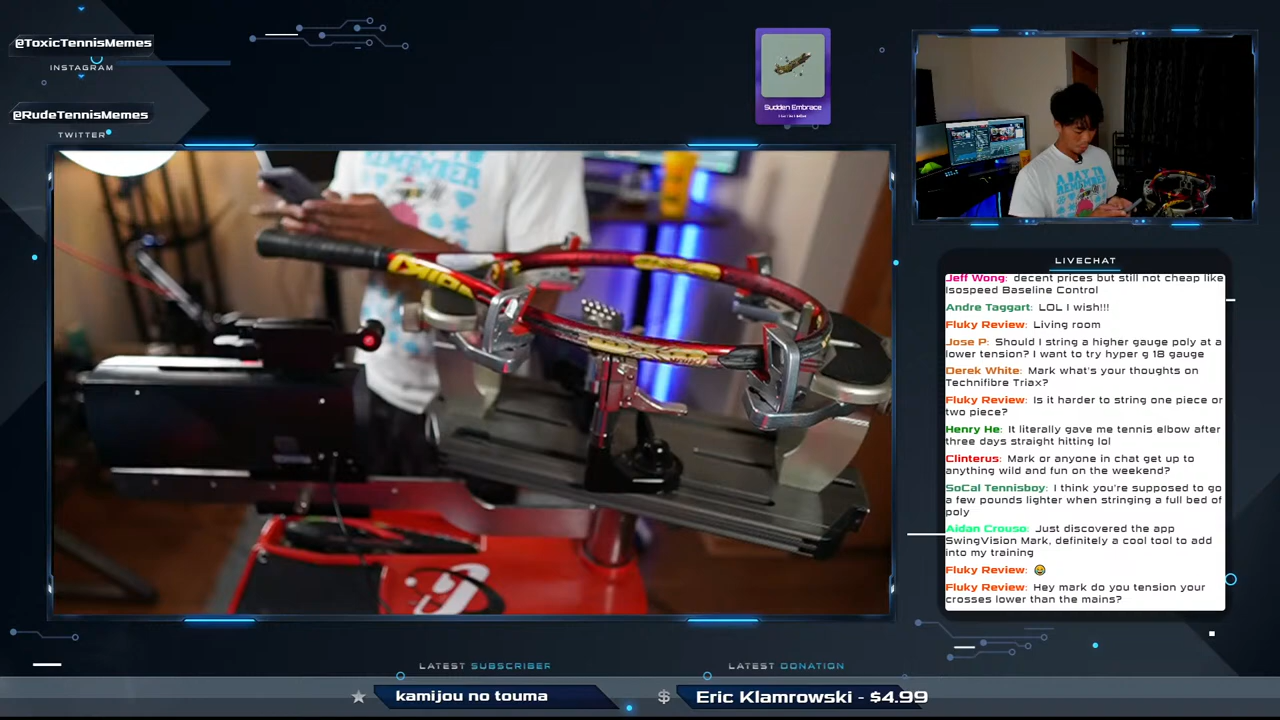 @ToxicTennisMemes
INSTAGRAM
@RudeTennisMemes
TWITTER
Sudden Embrace
A DAY TO
REMEMBER
LIVECHAT
Jeff Wong: decent prices but still not cheap like
Isospeed Baseline Control
Andre Taggart: LOL I wish!!!
Fluky Review: Living room
Jose P: Should I string a higher gauge poly at a
lower tension? I want to try hyper g 18 gauge
Derek White: Mark what's your thoughts on
Technifibre Triax?
Fluky Review: Is it harder to string one piece or
two piece?
Henry He: It literally gave me tennis elbow after
three days straight hitting lol
Clinterus: Mark or anyone in chat get up to
anything wild and fun on the weekend?
SoCal Tennisboy: I think you're supposed to go
a few pounds lighter when stringing a full bed of
poly
Aidan Crouso: Just discovered the app
SwingVision Mark, definitely a cool tool to add
into my training
Fluky Review: 😂
Fluky Review: Hey mark do you tension your
crosses lower than the mains?
LATEST SUBSCRIBER
kamijou no touma
LATEST DONATION
$ Eric Klamrowski - $4.99